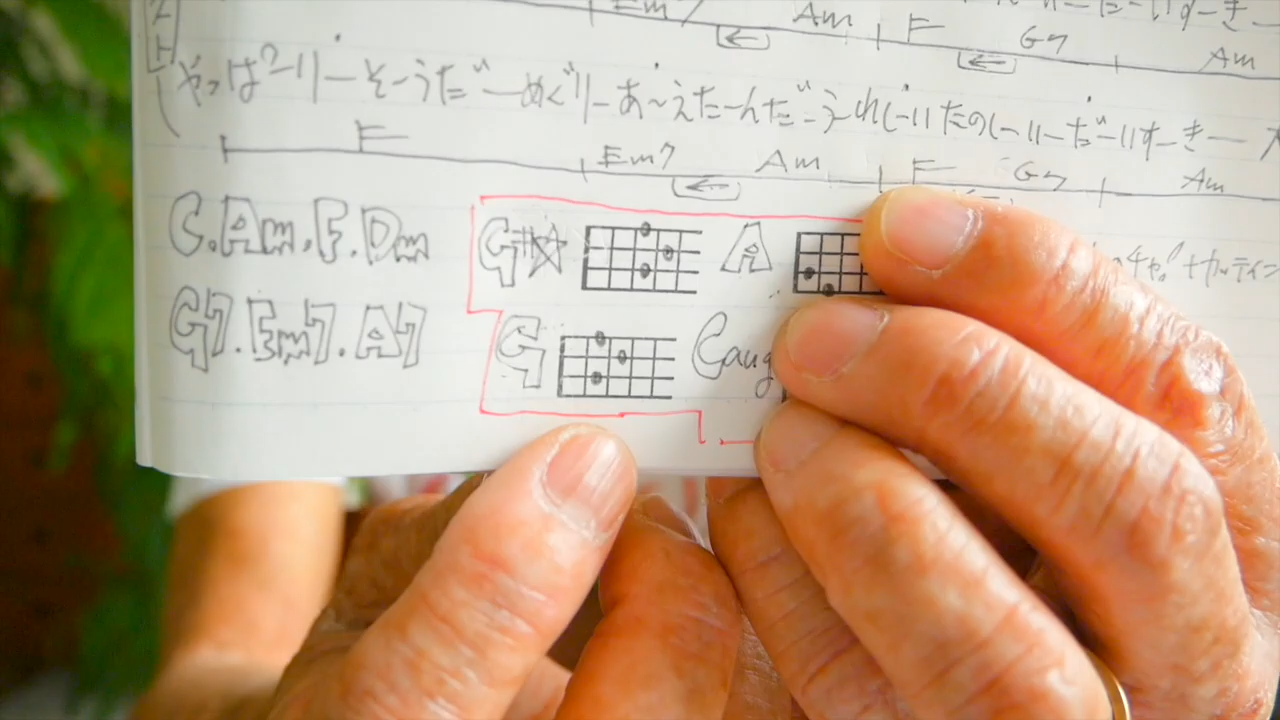 Em7 Am F G7 Am
やっぱーりーそーうだーめぐりーあ〜えたーんだーうれしーいたのしーいーだーいすーきー
F Em7 Am F G7 Am
C.Am.F.Dm G#☆ A
G7.Em7.A7 G Caug